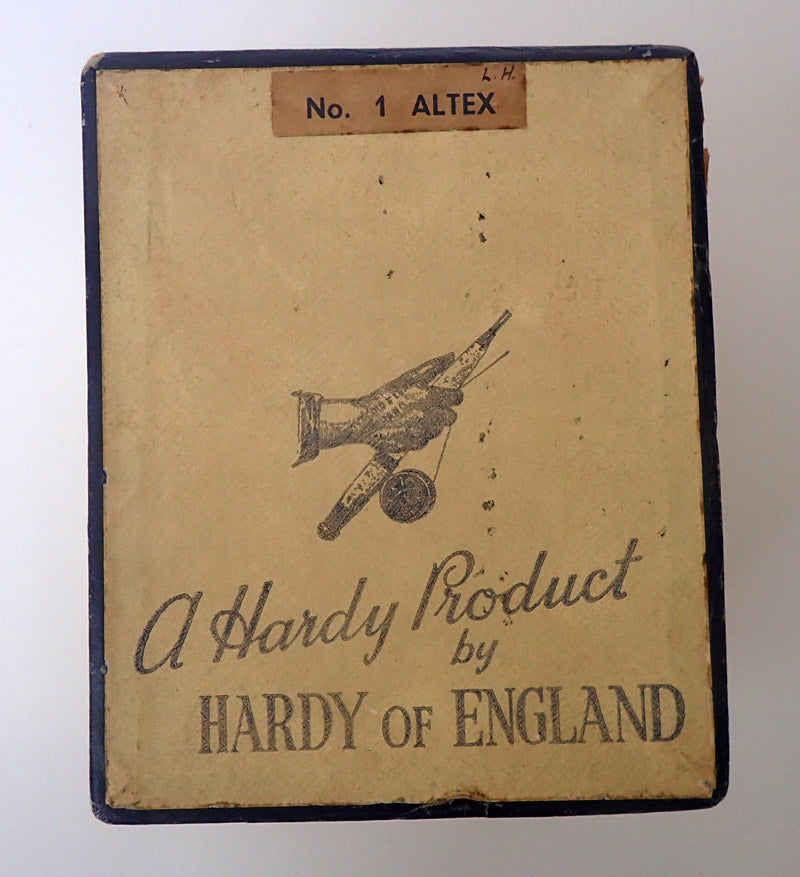 L.H.
No. 1 ALTEX
A Hardy Product
by
HARDY OF ENGLAND